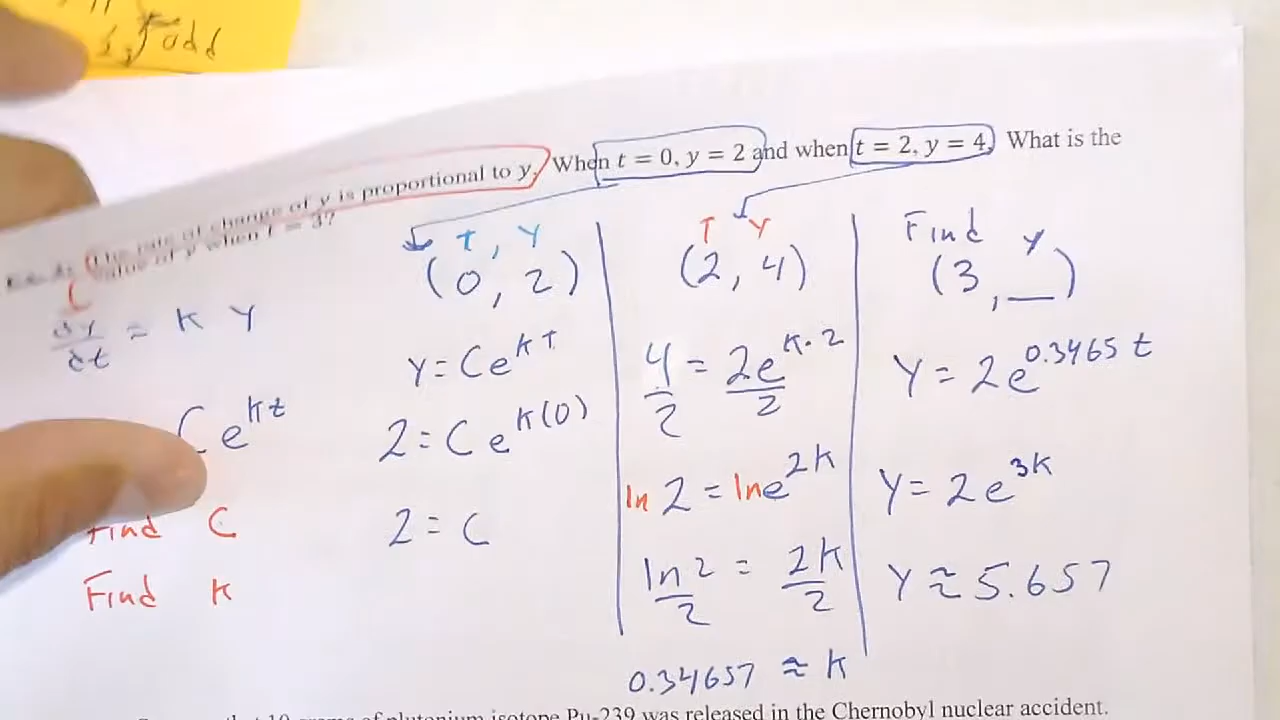 odd
The rate of change of y is proportional to y. When t = 0, y = 2 and when t = 2, y = 4. What is the
value of y when t = 3?
dy/dt = K Y
Ce^{kt}
Find C
Find K
T, Y
(0, 2)
Y = Ce^{kt}
2 = Ce^{k(0)}
2 = C
T Y
(2, 4)
4/2 = 2e^{k·2}/2
ln 2 = ln e^{2k}
ln 2/2 = 2k/2
0.34657 ≈ K
Find y
(3, __)
Y = 2e^{0.3465 t}
Y = 2e^{3k}
Y ≈ 5.657
plutonium isotope Pu-239 was released in the Chernobyl nuclear accident.